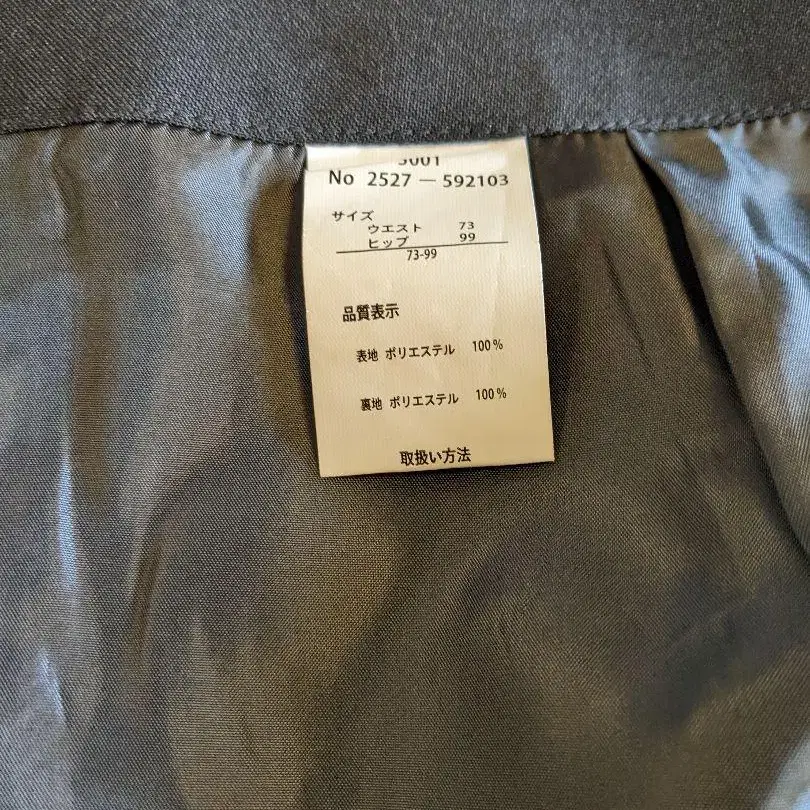 3001
No 2527 — 592103
サイズ
ウエスト 73
ヒップ 99
73-99
品質表示
表地 ポリエステル 100%
裏地 ポリエステル 100%
取扱い方法